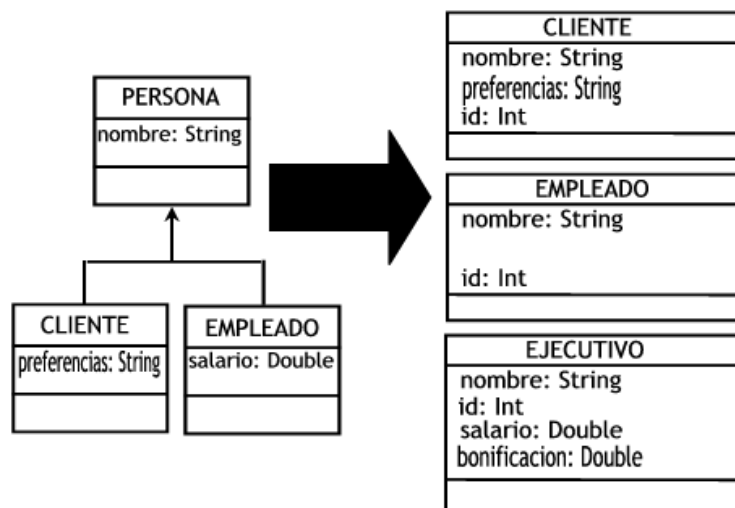 PERSONA
nombre: String
CLIENTE
preferencias: String
EMPLEADO
salario: Double
CLIENTE
nombre: String
preferencias: String
id: Int
EMPLEADO
nombre: String
id: Int
EJECUTIVO
nombre: String
id: Int
salario: Double
bonificacion: Double